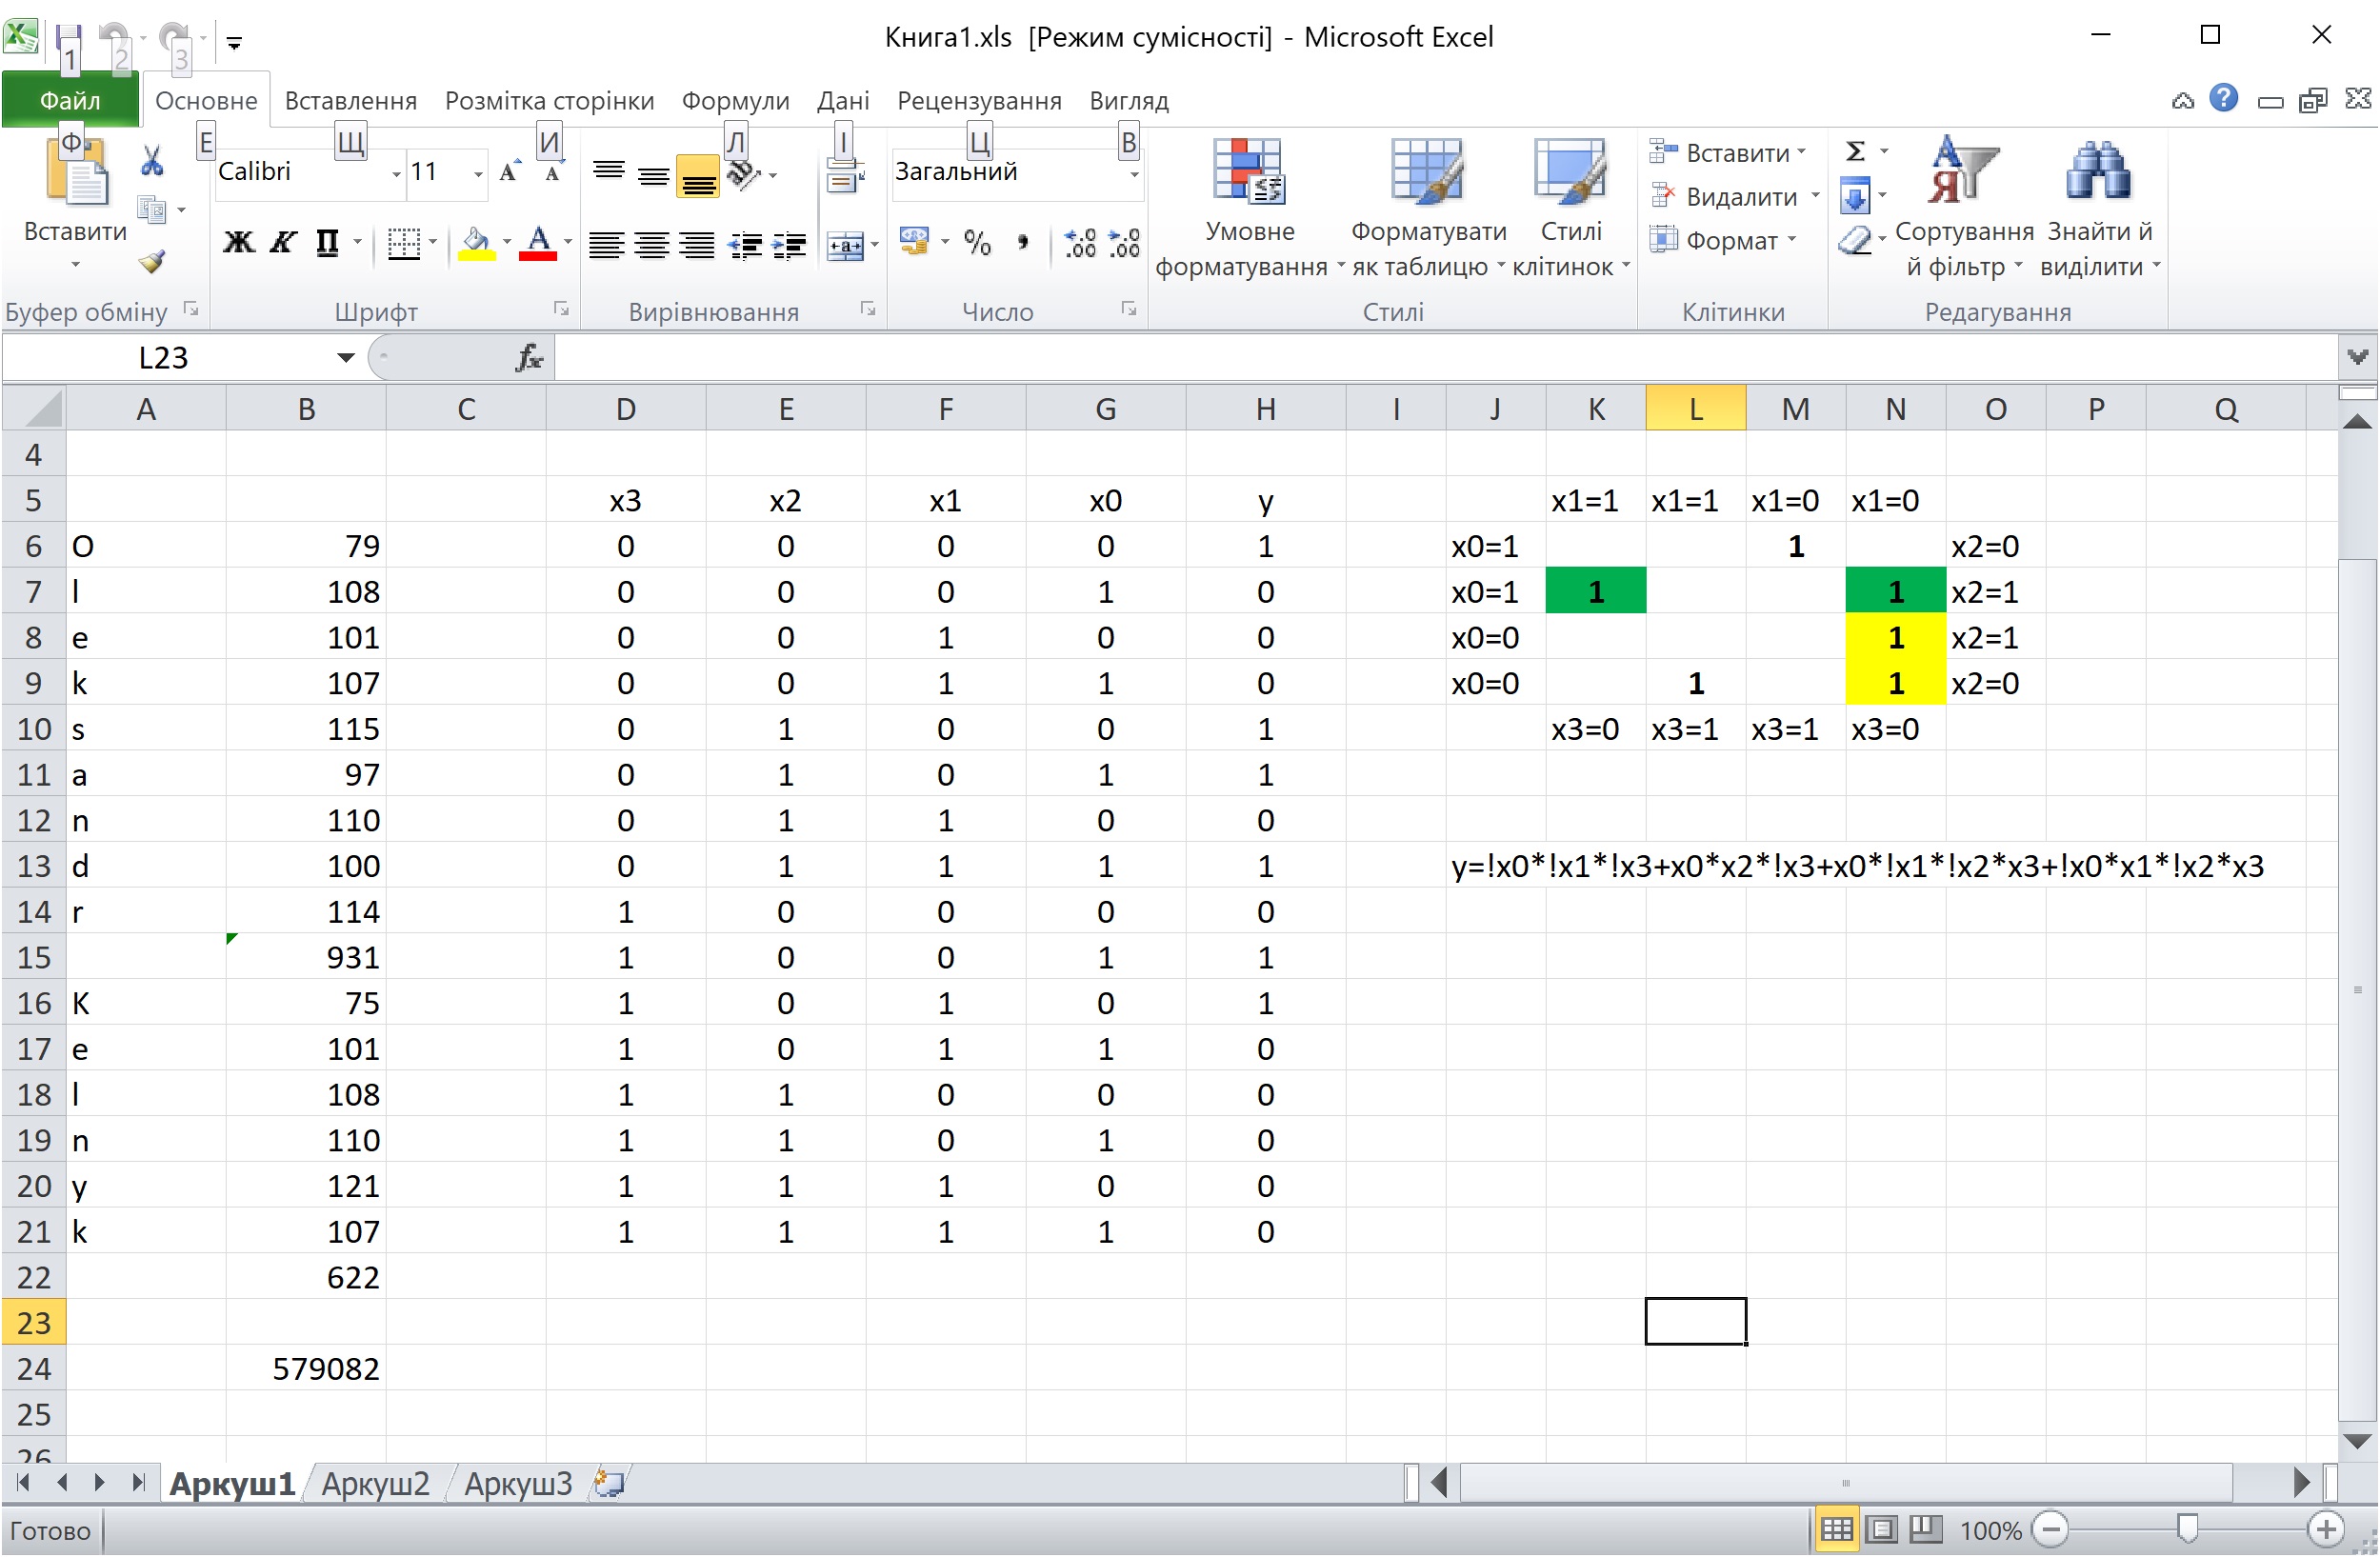 1 2 3
Книга1.xls [Режим сумісності] - Microsoft Excel
Файл Основне Вставлення Розмітка сторінки Формули Дані Рецензування Вигляд
Ф Е Щ И Л І Ц В
Calibri 11 Загальний
Вставити
Ж К П
Умовне форматування
Форматувати як таблицю
Стилі клітинок
Вставити
Видалити
Формат
Сортування й фільтр
Знайти й виділити
Буфер обміну Шрифт Вирівнювання Число Стилі Клітинки Редагування
L23 fx
A B C D E F G H I J K L M N O P Q
4
5 x3 x2 x1 x0 y x1=1 x1=1 x1=0 x1=0
6 O 79 0 0 0 0 1 x0=1 1 x2=0
7 l 108 0 0 0 1 0 x0=1 1 1 x2=1
8 e 101 0 0 1 0 0 x0=0 1 x2=1
9 k 107 0 0 1 1 0 x0=0 1 1 x2=0
10 s 115 0 1 0 0 1 x3=0 x3=1 x3=1 x3=0
11 a 97 0 1 0 1 1
12 n 110 0 1 1 0 0
13 d 100 0 1 1 1 1 y=!x0*!x1*!x3+x0*x2*!x3+x0*!x1*!x2*x3+!x0*x1*!x2*x3
14 r 114 1 0 0 0 0
15 931 1 0 0 1 1
16 K 75 1 0 1 0 1
17 e 101 1 0 1 1 0
18 l 108 1 1 0 0 0
19 n 110 1 1 0 1 0
20 y 121 1 1 1 0 0
21 k 107 1 1 1 1 0
22 622
23
24 579082
25
26
Аркуш1 Аркуш2 Аркуш3
Готово 100%